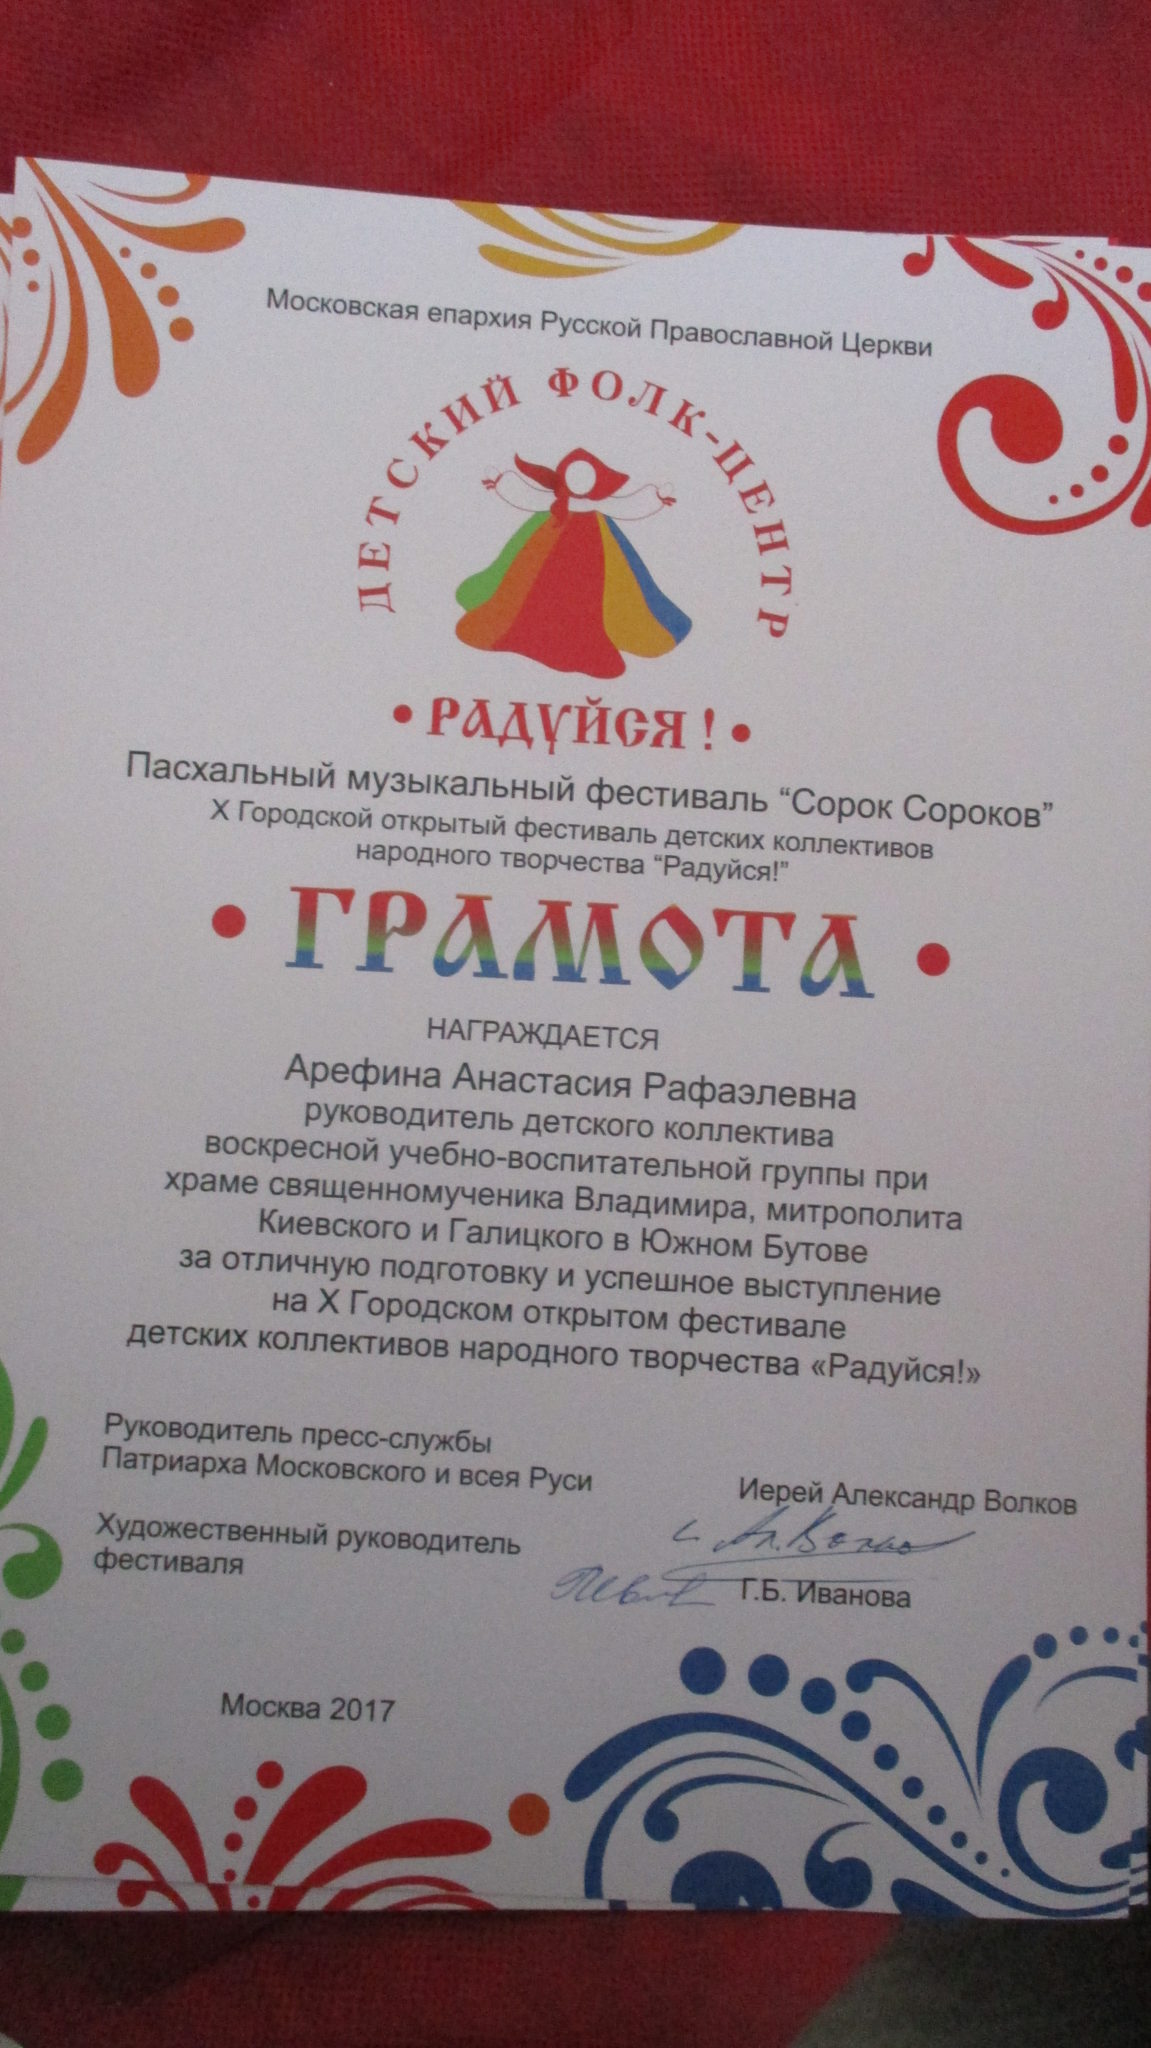 Московская епархия Русской Православной Церкви
ДЕТСКИЙ ФОЛК-ЦЕНТР
• РАДУЙСЯ! •
Пасхальный музыкальный фестиваль “Сорок Сороков”
X Городской открытый фестиваль детских коллективов
народного творчества “Радуйся!”
• ГРАМОТА •
НАГРАЖДАЕТСЯ
Арефина Анастасия Рафаэлевна
руководитель детского коллектива
воскресной учебно-воспитательной группы при
храме священномученика Владимира, митрополита
Киевского и Галицкого в Южном Бутове
за отличную подготовку и успешное выступление
на X Городском открытом фестивале
детских коллективов народного творчества «Радуйся!»
Руководитель пресс-службы
Патриарха Московского и всея Руси
Иерей Александр Волков
Художественный руководитель
фестиваля
Г.Б. Иванова
Москва 2017